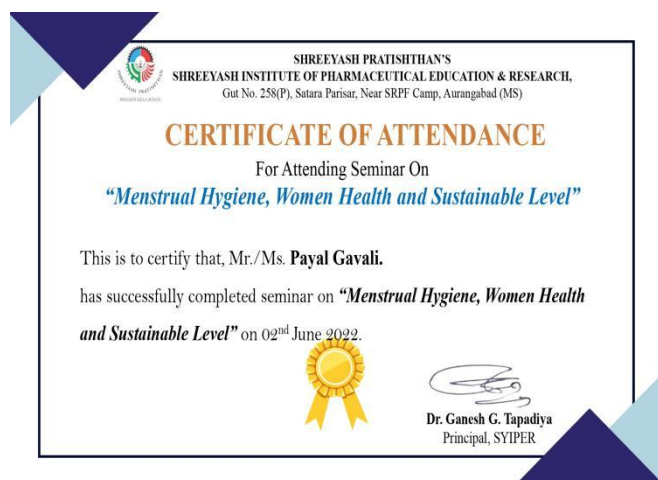 SHREEYASH PRATISHTHAN'S
SHREEYASH INSTITUTE OF PHARMACEUTICAL EDUCATION & RESEARCH,
Gut No. 258(P), Satara Parisar, Near SRPF Camp, Aurangabad (MS)
CERTIFICATE OF ATTENDANCE
For Attending Seminar On
“Menstrual Hygiene, Women Health and Sustainable Level”
This is to certify that, Mr./Ms. Payal Gavali.
has successfully completed seminar on “Menstrual Hygiene, Women Health
and Sustainable Level” on 02nd June 2022.
Dr. Ganesh G. Tapadiya
Principal, SYIPER